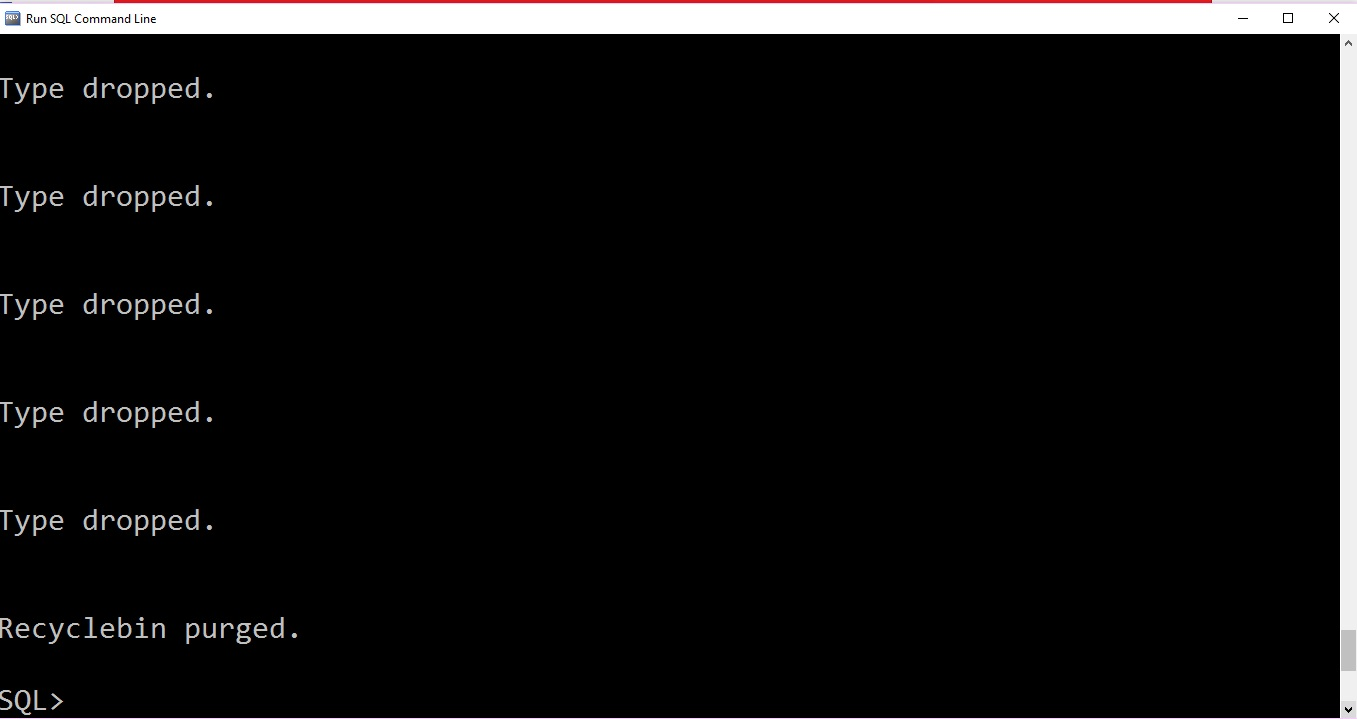 Run SQL Command Line
Type dropped.
Type dropped.
Type dropped.
Type dropped.
Type dropped.
Recyclebin purged.
SQL>